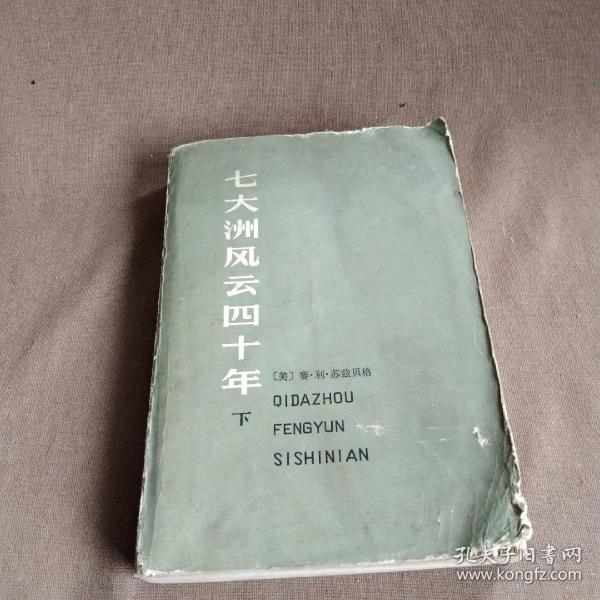 七大洲风云四十年
下
〔美〕赛·利·苏兹贝格
QIDAZHOU
FENGYUN
SISHINIAN
孔夫子旧书网
www.kongfz.com